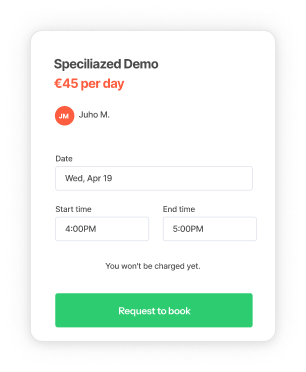 Speciliazed Demo
€45 per day
JM Juho M.
Date
Wed, Apr 19
Start time End time
4:00PM 5:00PM
You won't be charged yet.
Request to book